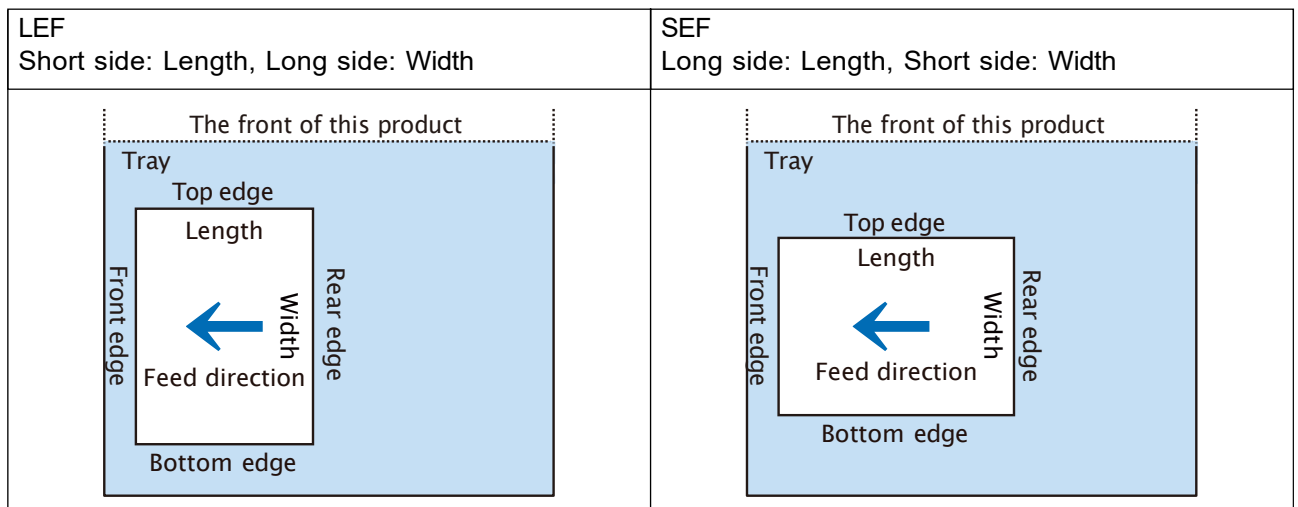 LEF
Short side: Length, Long side: Width
The front of this product
Tray
Top edge
Length
Front edge
Width
Rear edge
Feed direction
Bottom edge
SEF
Long side: Length, Short side: Width
The front of this product
Tray
Top edge
Length
Front edge
Width
Rear edge
Feed direction
Bottom edge